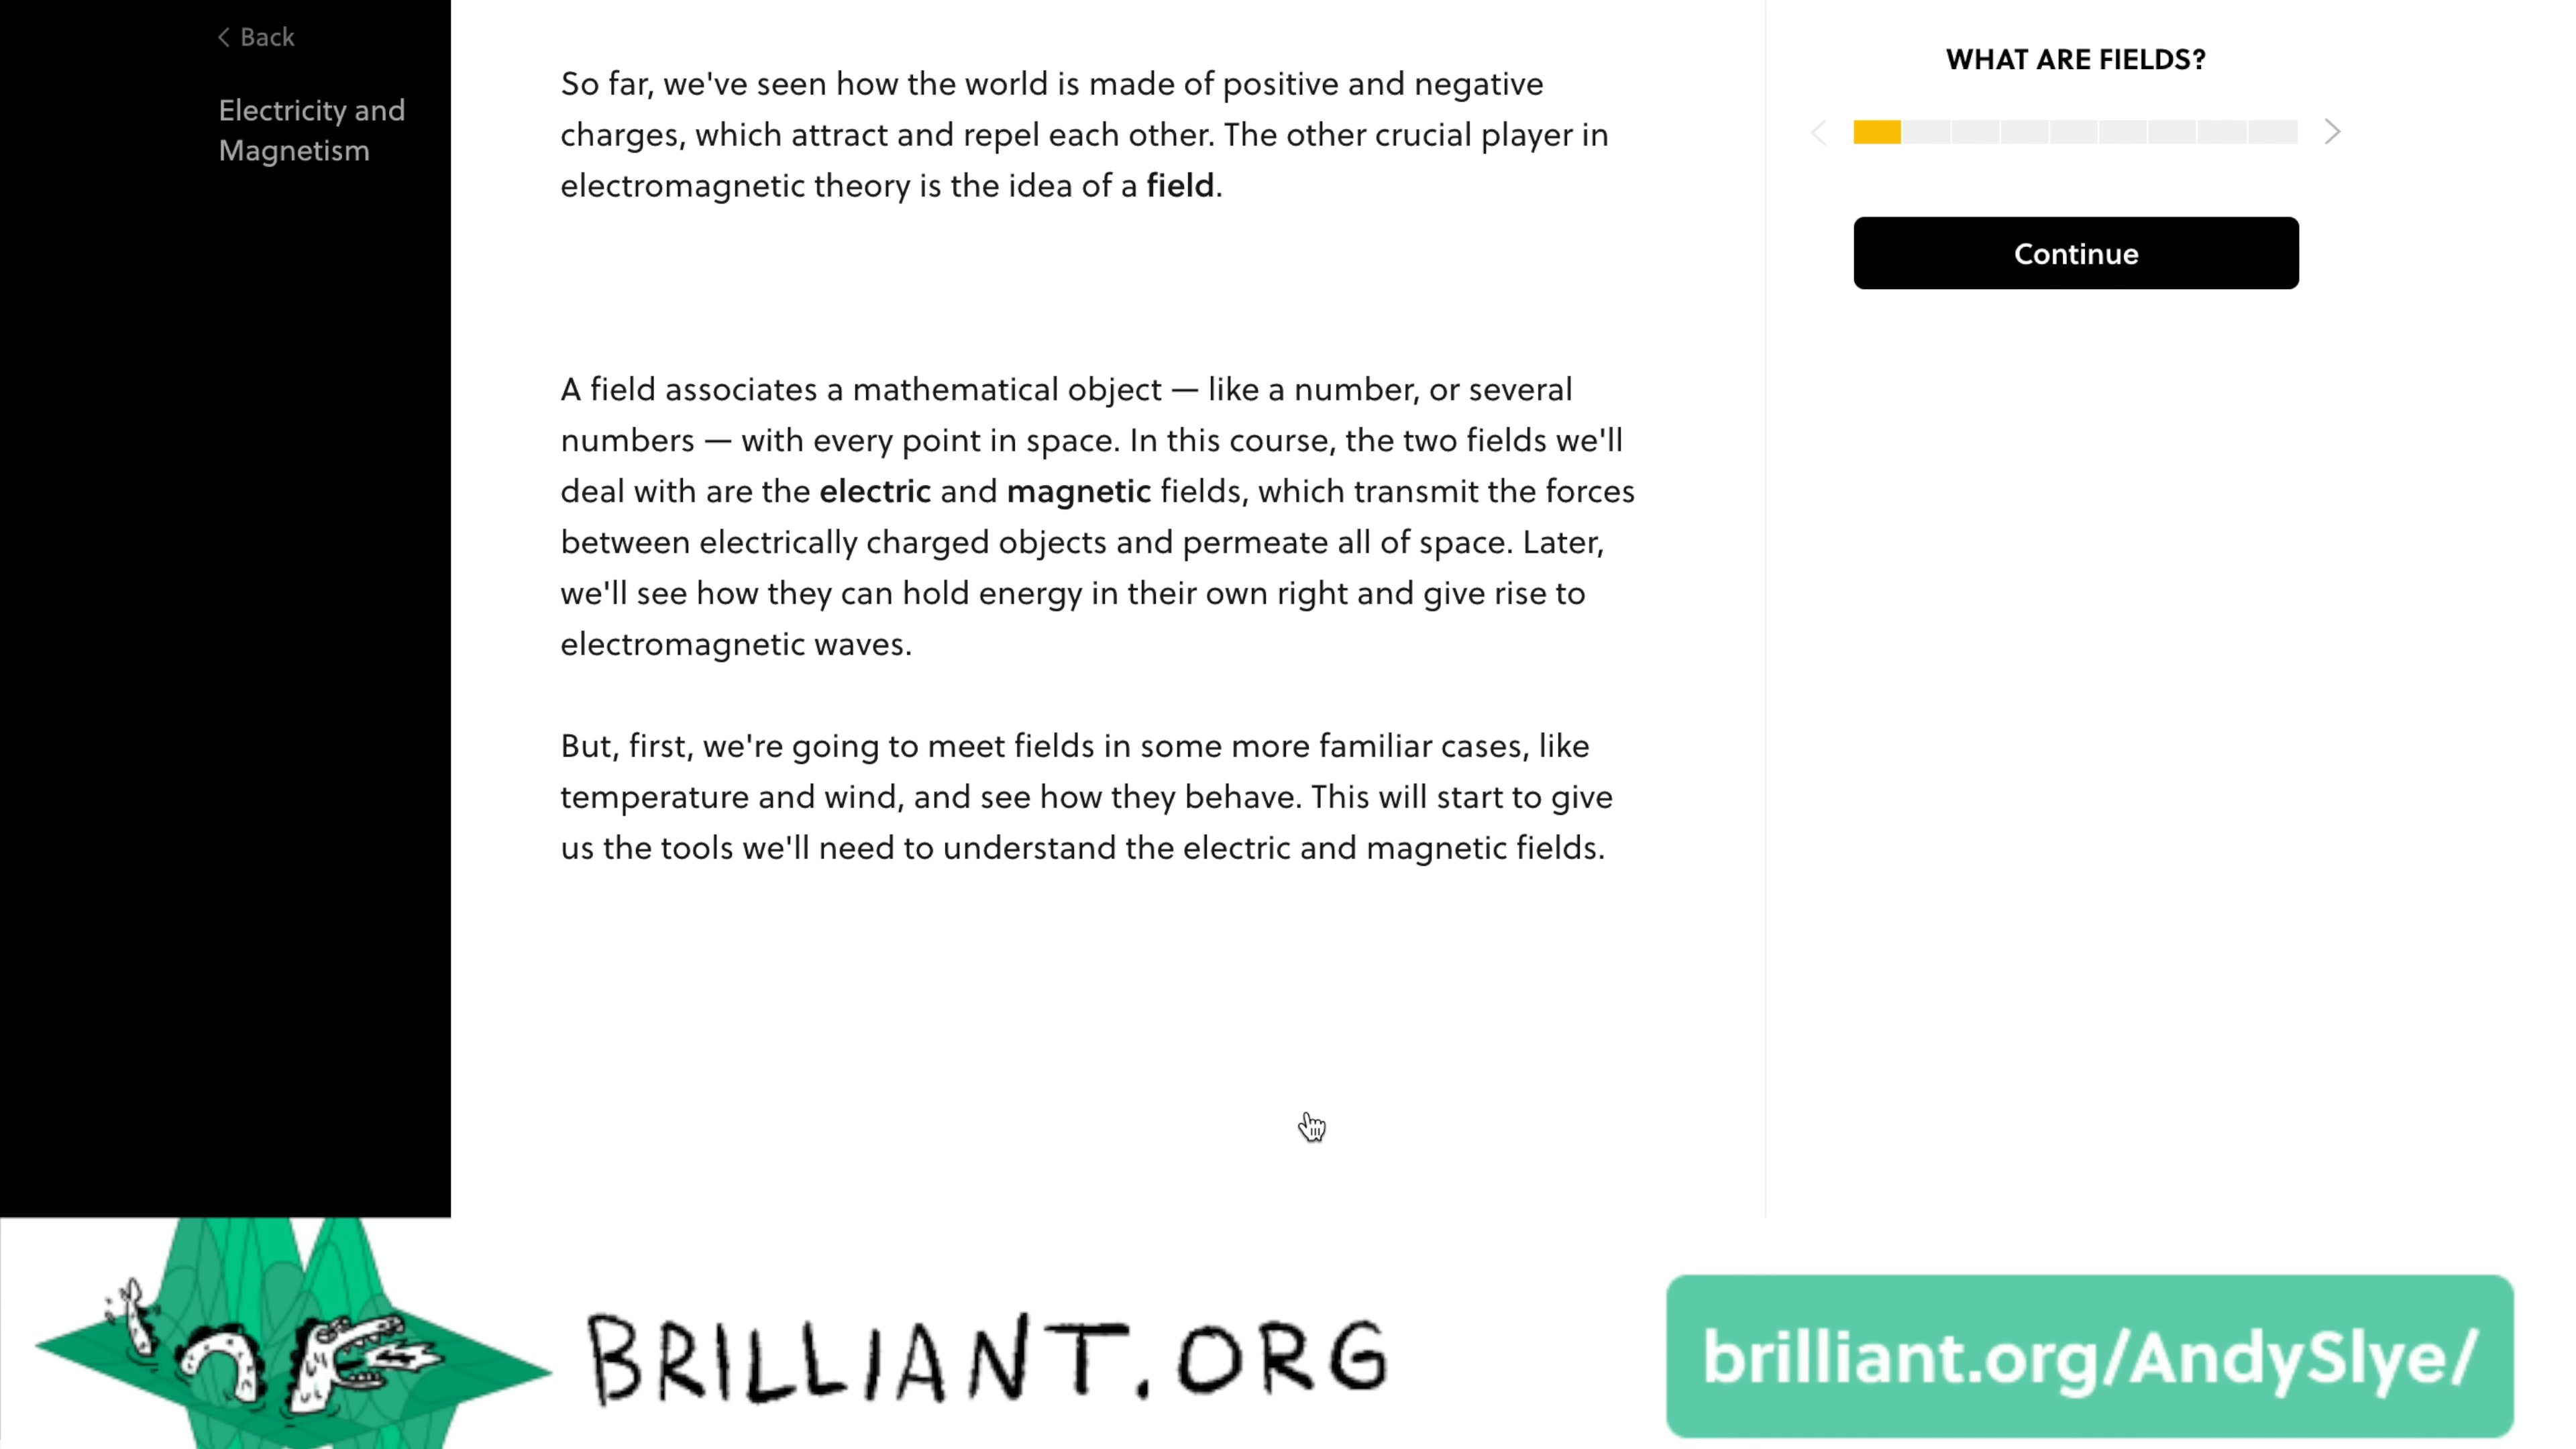 Back
Electricity and
Magnetism
So far, we've seen how the world is made of positive and negative
charges, which attract and repel each other. The other crucial player in
electromagnetic theory is the idea of a field.
A field associates a mathematical object — like a number, or several
numbers — with every point in space. In this course, the two fields we'll
deal with are the electric and magnetic fields, which transmit the forces
between electrically charged objects and permeate all of space. Later,
we'll see how they can hold energy in their own right and give rise to
electromagnetic waves.
But, first, we're going to meet fields in some more familiar cases, like
temperature and wind, and see how they behave. This will start to give
us the tools we'll need to understand the electric and magnetic fields.
WHAT ARE FIELDS?
Continue
BRILLIANT.ORG
brilliant.org/AndySlye/